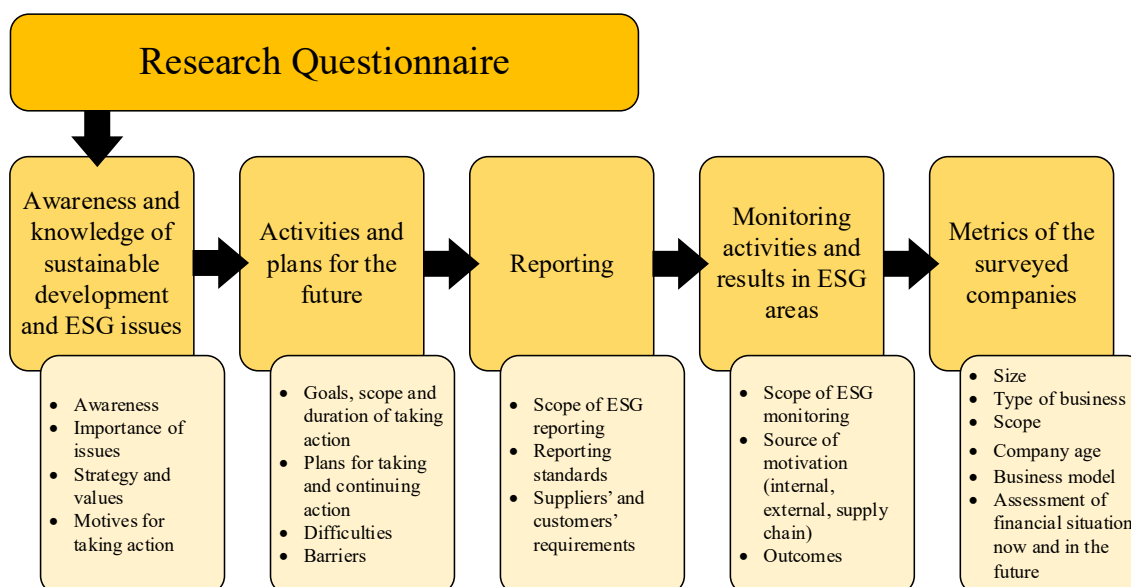 Research Questionnaire
Awareness and
knowledge of
sustainable
development
and ESG issues
• Awareness
• Importance of
issues
• Strategy and
values
• Motives for
taking action
Activities and
plans for the
future
• Goals, scope and
duration of taking
action
• Plans for taking
and continuing
action
• Difficulties
• Barriers
Reporting
• Scope of ESG
reporting
• Reporting
standards
• Suppliers’ and
customers’
requirements
Monitoring
activities and
results in ESG
areas
• Scope of ESG
monitoring
• Source of
motivation
(internal,
external, supply
chain)
• Outcomes
Metrics of the
surveyed
companies
• Size
• Type of business
• Scope
• Company age
• Business model
• Assessment of
financial situation
now and in the
future